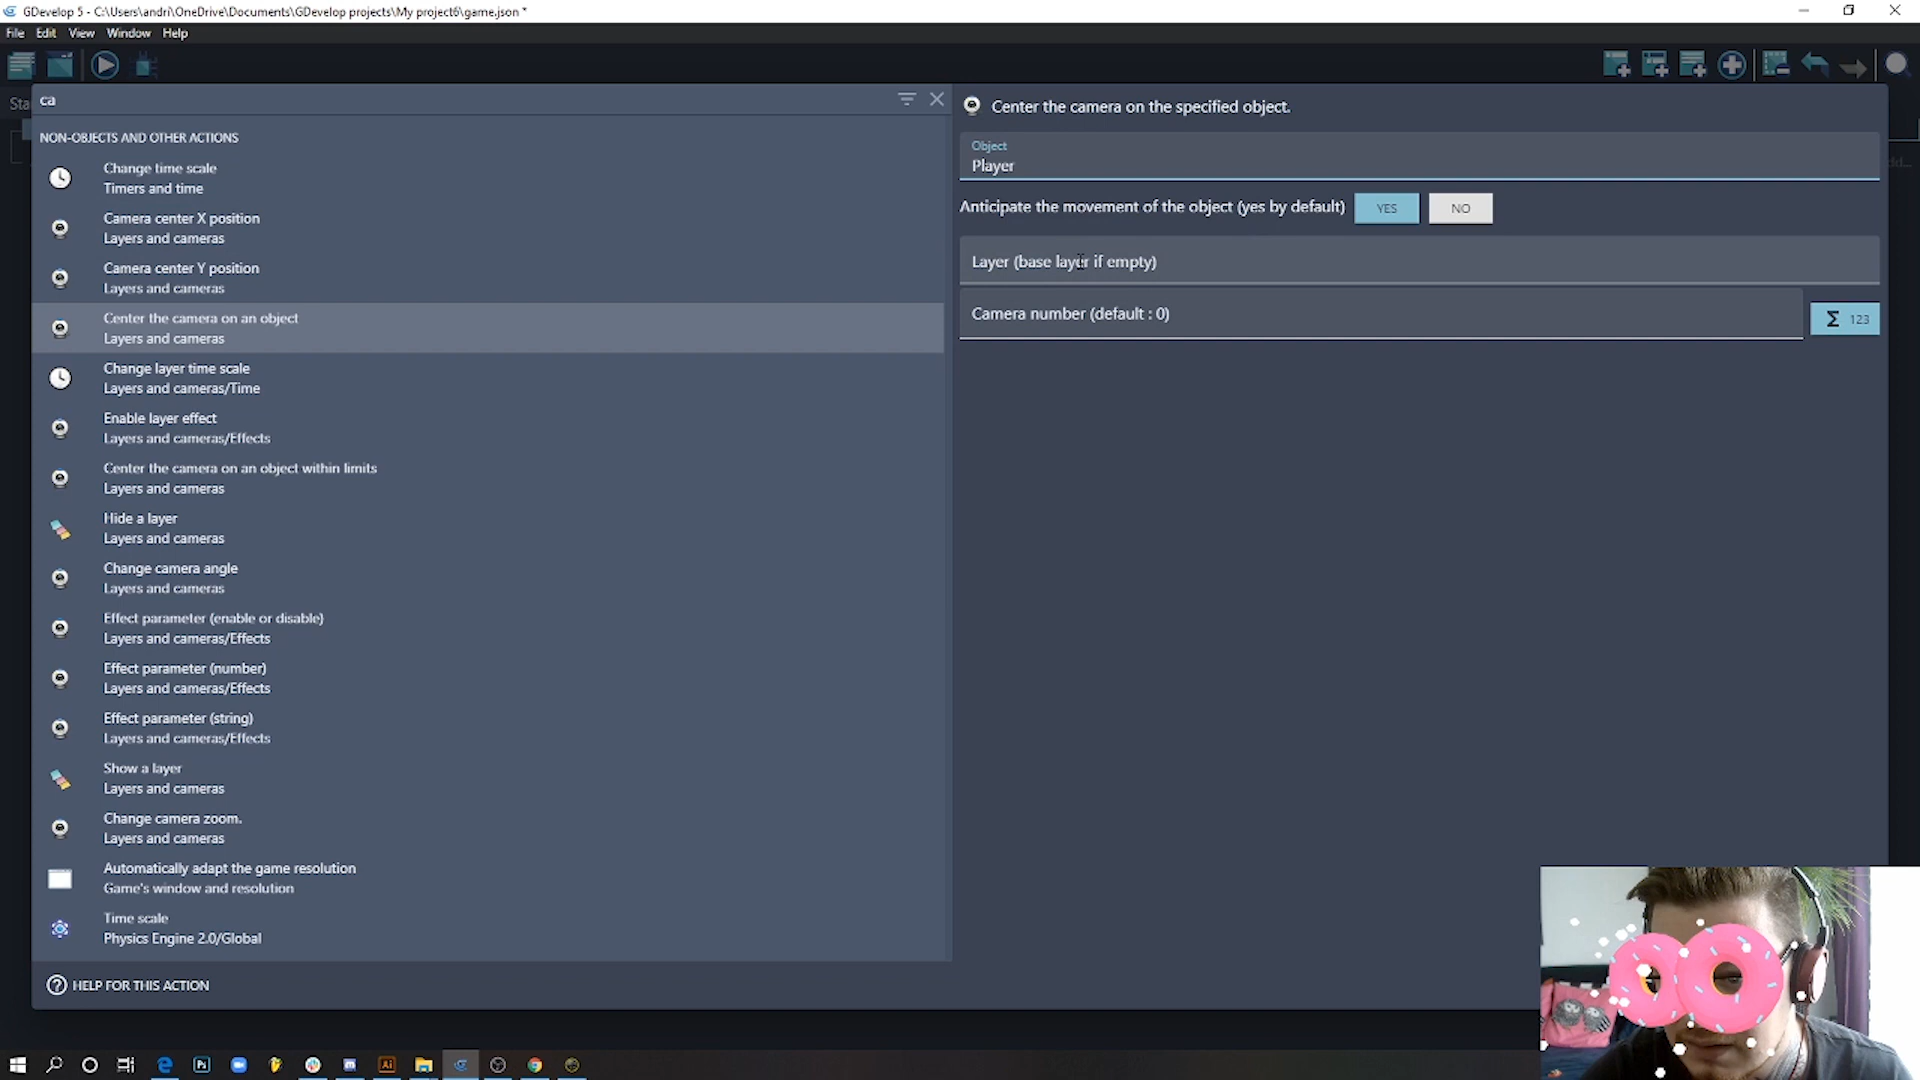 GDevelop 5 - C:\Users\andri\OneDrive\Documents\GDevelop projects\My project6\game.json *
File Edit View Window Help
Sta
ca
NON-OBJECTS AND OTHER ACTIONS
Change time scale
Timers and time
Camera center X position
Layers and cameras
Camera center Y position
Layers and cameras
Center the camera on an object
Layers and cameras
Change layer time scale
Layers and cameras/Time
Enable layer effect
Layers and cameras/Effects
Center the camera on an object within limits
Layers and cameras
Hide a layer
Layers and cameras
Change camera angle
Layers and cameras
Effect parameter (enable or disable)
Layers and cameras/Effects
Effect parameter (number)
Layers and cameras/Effects
Effect parameter (string)
Layers and cameras/Effects
Show a layer
Layers and cameras
Change camera zoom.
Layers and cameras
Automatically adapt the game resolution
Game's window and resolution
Time scale
Physics Engine 2.0/Global
HELP FOR THIS ACTION
Center the camera on the specified object.
Object
Player
Anticipate the movement of the object (yes by default) YES NO
Layer (base layer if empty)
Camera number (default : 0)
Σ 123
Ps
Ai